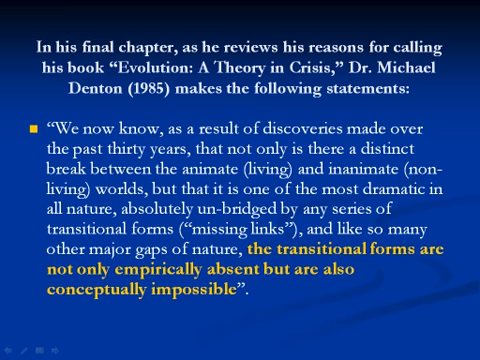 In his final chapter, as he reviews his reasons for calling
his book “Evolution: A Theory in Crisis,” Dr. Michael
Denton (1985) makes the following statements:
“We now know, as a result of discoveries made over
the past thirty years, that not only is there a distinct
break between the animate (living) and inanimate (non-
living) worlds, but that it is one of the most dramatic in
all nature, absolutely un-bridged by any series of
transitional forms (“missing links”), and like so many
other major gaps of nature, the transitional forms are
not only empirically absent but are also
conceptually impossible”.